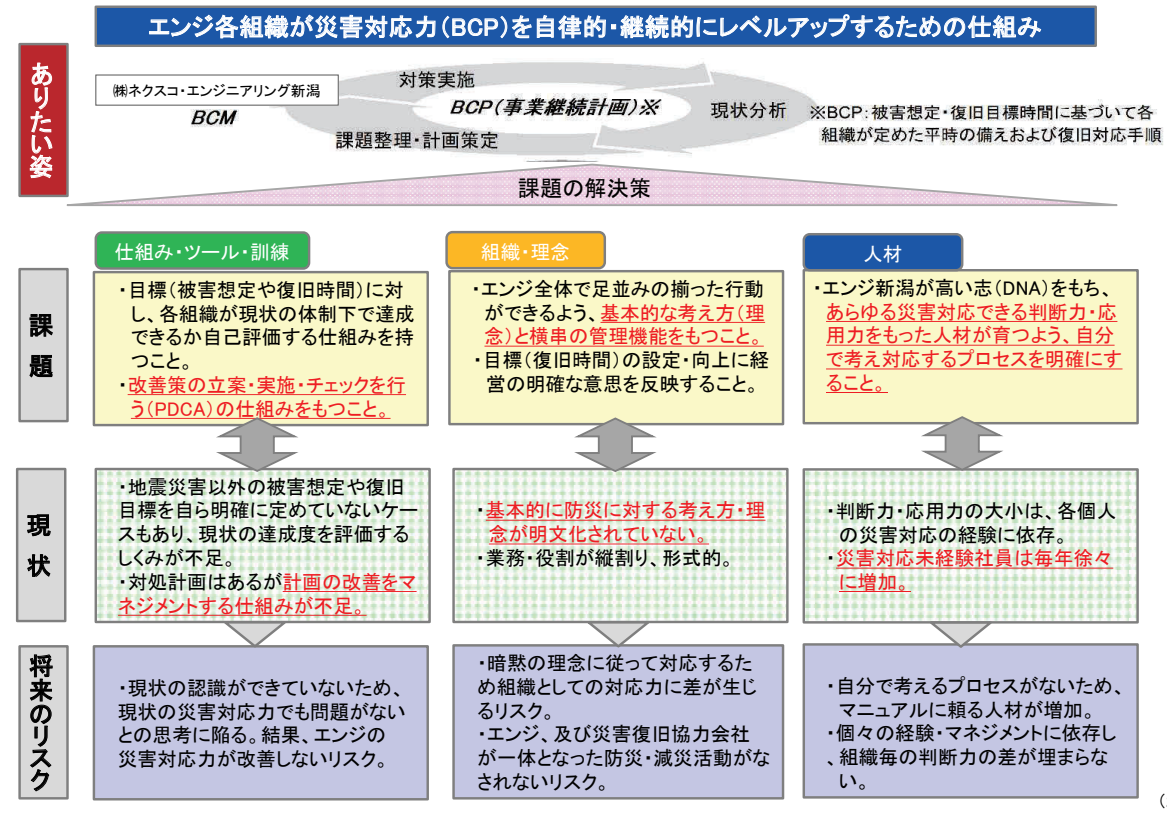 エンジ各組織が災害対応力(BCP)を自律的・継続的にレベルアップするための仕組み
ありたい姿
㈱ネクスコ・エンジニアリング新潟
BCM
対策実施
BCP(事業継続計画)※
現状分析
課題整理・計画策定
※BCP:被害想定・復旧目標時間に基づいて各
組織が定めた平時の備えおよび復旧対応手順
課題の解決策
仕組み・ツール・訓練
組織・理念
人材
課題
・目標(被害想定や復旧時間)に対
し、各組織が現状の体制下で達成
できるか自己評価する仕組みを持
つこと。
・改善策の立案・実施・チェックを行
う(PDCA)の仕組みをもつこと。
・エンジ全体で足並みの揃った行動
ができるよう、基本的な考え方(理
念)と横串の管理機能をもつこと。
・目標(復旧時間)の設定・向上に経
営の明確な意思を反映すること。
・エンジ新潟が高い志(DNA)をもち、
あらゆる災害対応できる判断力・応
用力をもった人材が育つよう、自分
で考え対応するプロセスを明確にす
ること。
現状
・地震災害以外の被害想定や復旧
目標を自ら明確に定めていないケー
スもあり、現状の達成度を評価する
しくみが不足。
・対処計画はあるが計画の改善をマ
ネジメントする仕組みが不足。
・基本的に防災に対する考え方・理
念が明文化されていない。
・業務・役割が縦割り、形式的。
・判断力・応用力の大小は、各個人
の災害対応の経験に依存。
・災害対応未経験社員は毎年徐々
に増加。
将来のリスク
・現状の認識ができていないため、
現状の災害対応力でも問題がない
との思考に陥る。結果、エンジの
災害対応力が改善しないリスク。
・暗黙の理念に従って対応するた
め組織としての対応力に差が生じ
るリスク。
・エンジ、及び災害復旧協力会社
が一体となった防災・減災活動がな
されないリスク。
・自分で考えるプロセスがないため、
マニュアルに頼る人材が増加。
・個々の経験・マネジメントに依存し
、組織毎の判断力の差が埋まらな
い。
(